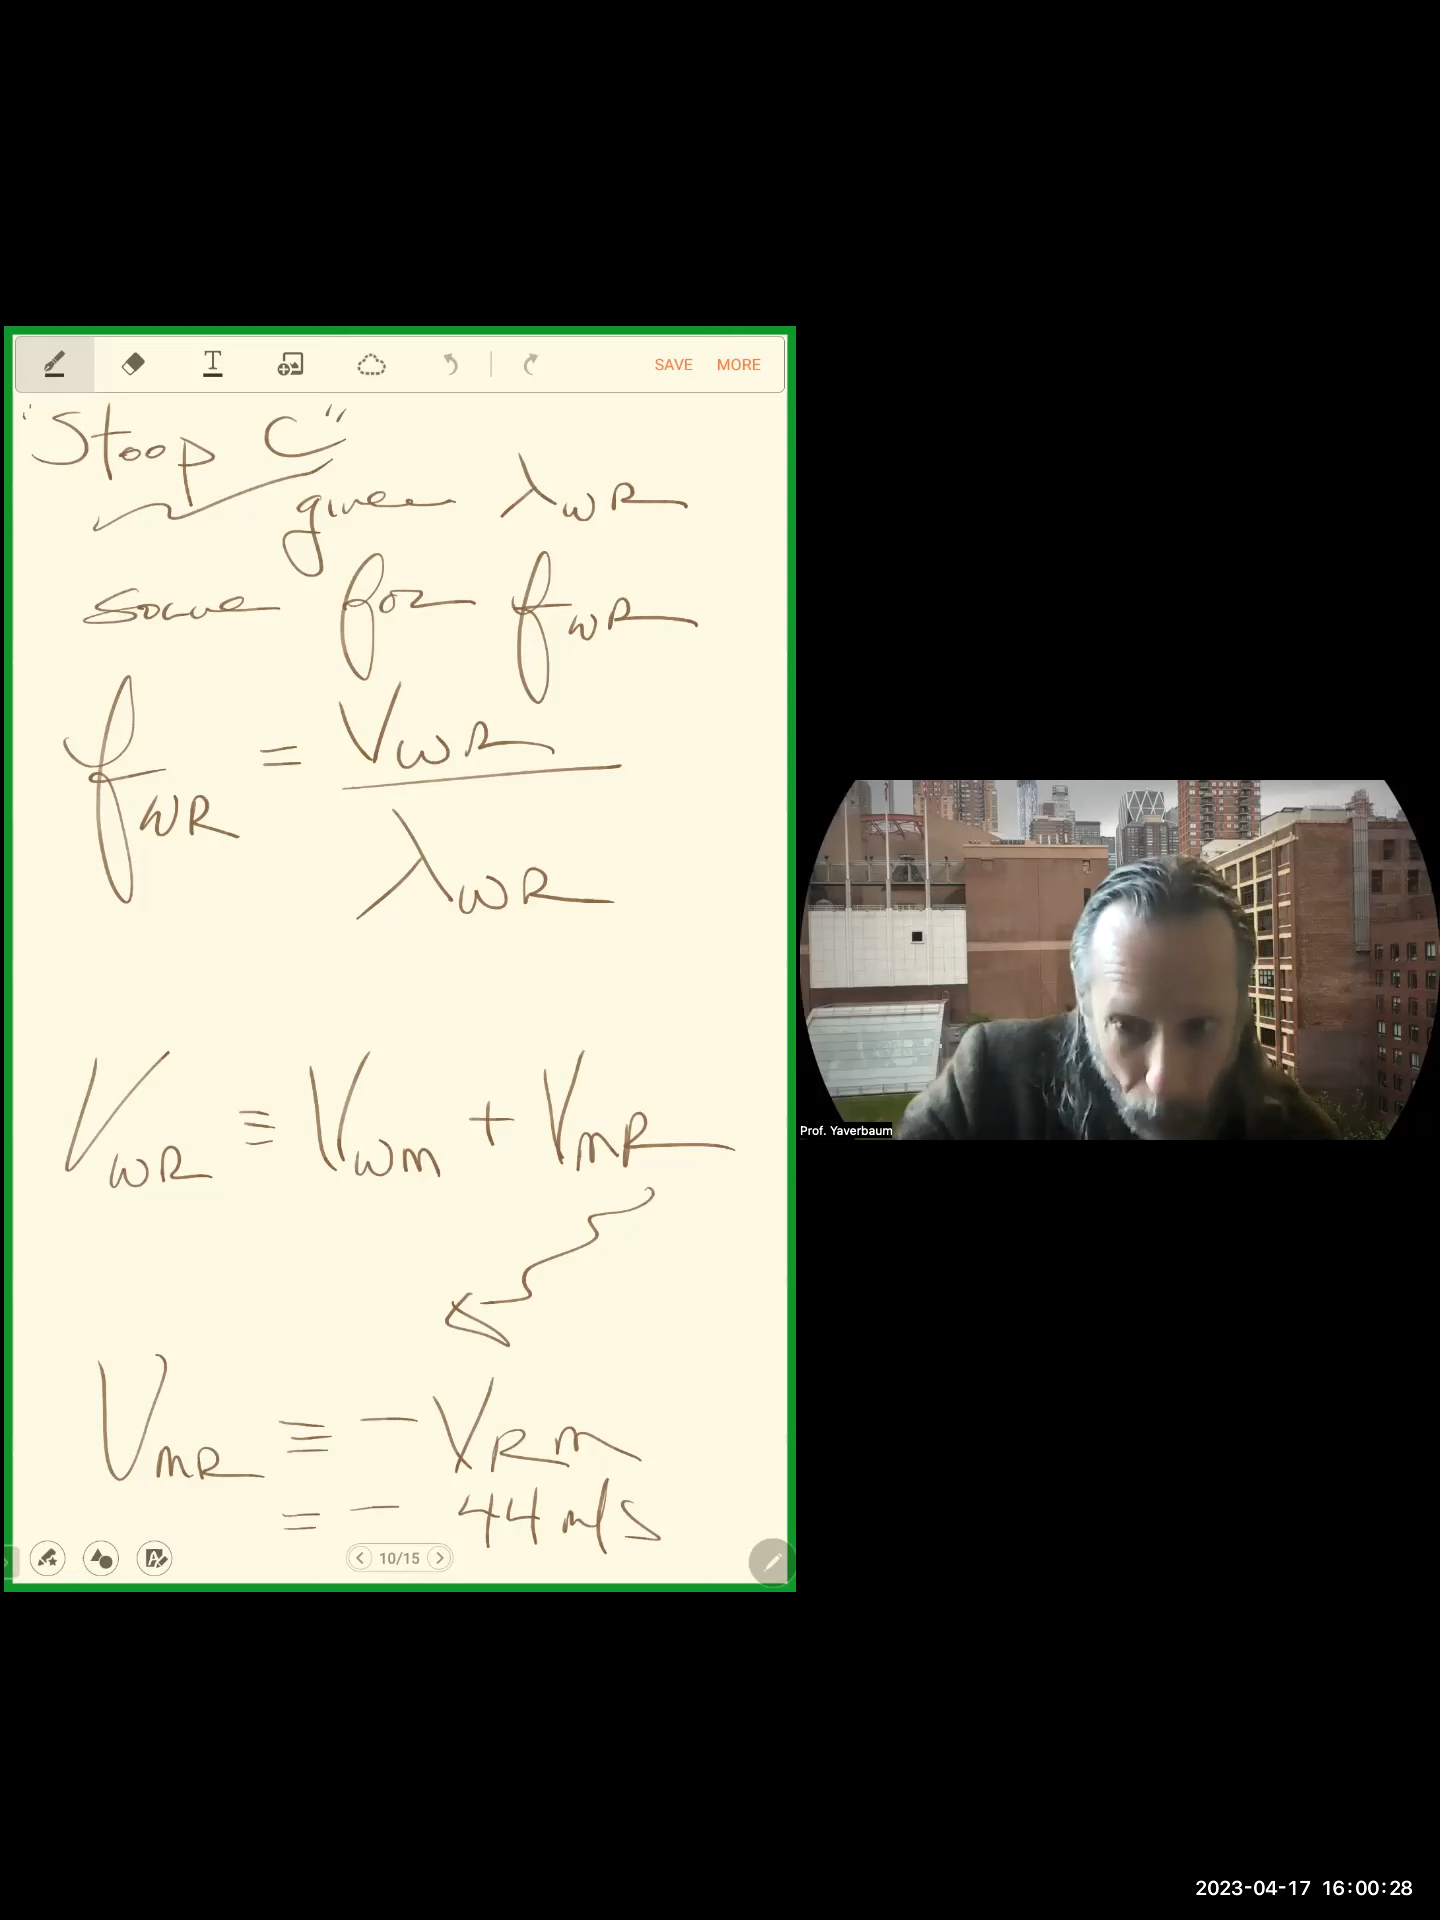 SAVE MORE
"Stoop C"
given λWR
solve for fWR
fWR = VWR
λWR
VWR ≡ VWM + VMR
VMR ≡ -VRM
= - 44 m/s
10/15
Prof. Yaverbaum
2023-04-17 16:00:28